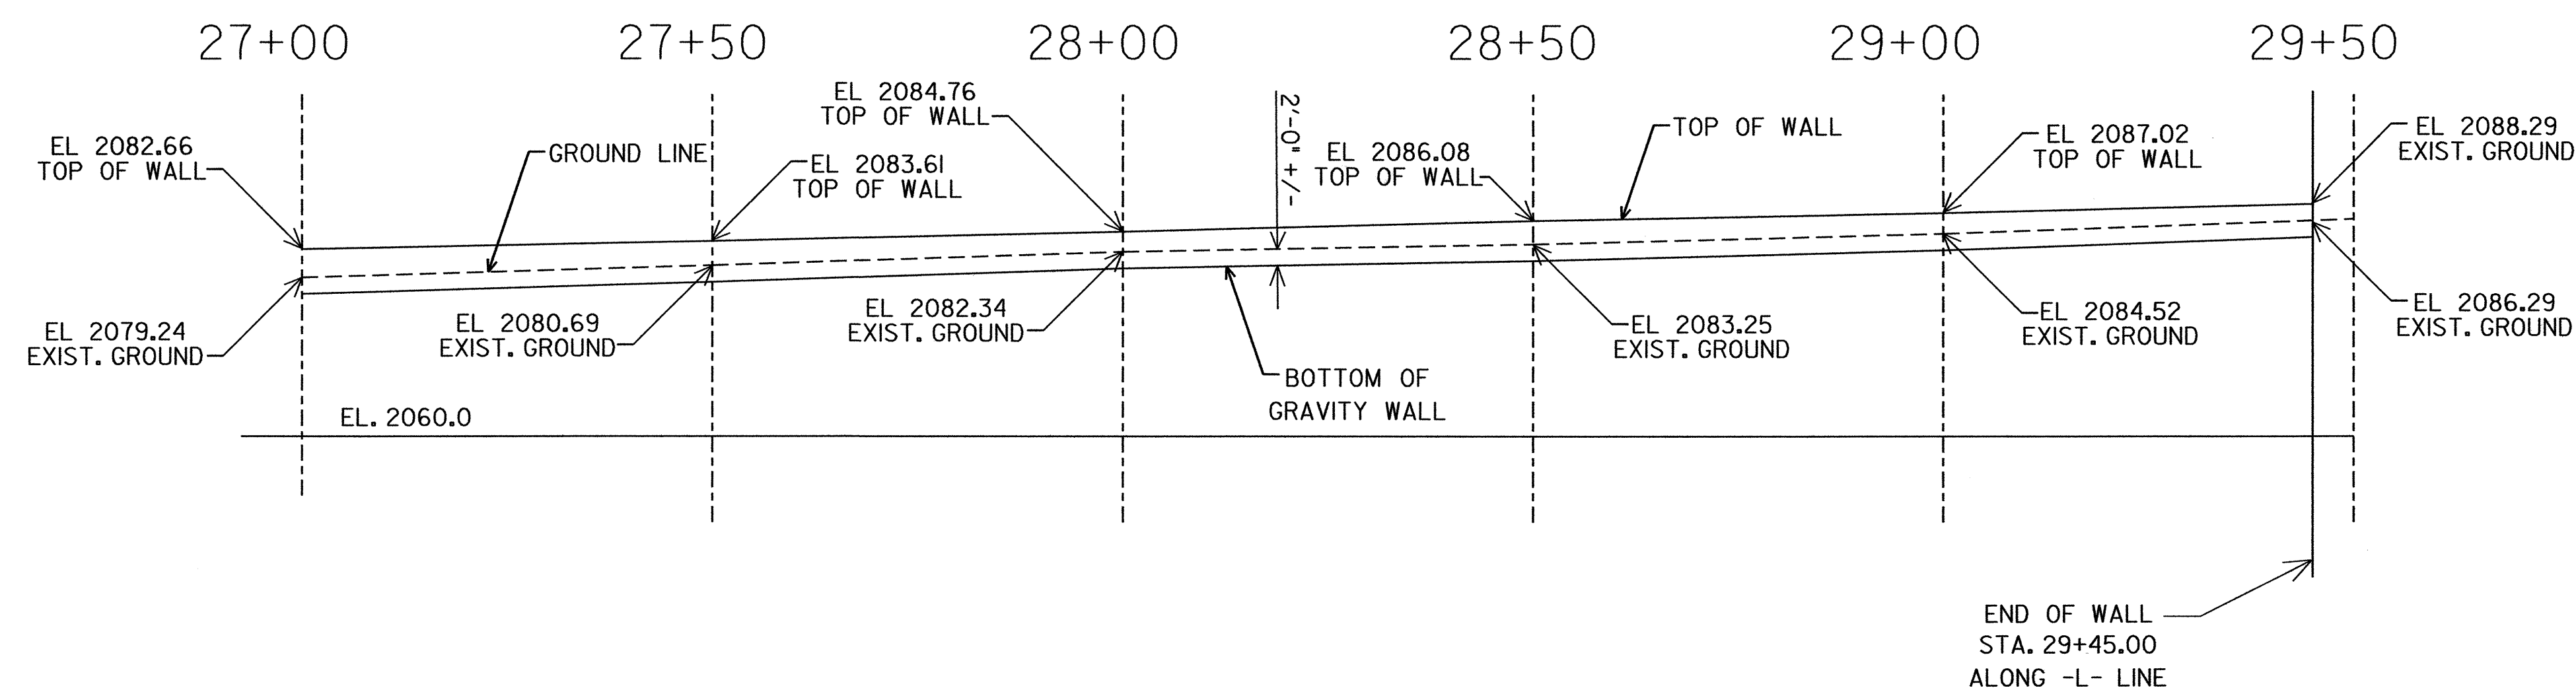 27+00
27+50
28+00
28+50
29+00
29+50
EL 2082.66
TOP OF WALL
GROUND LINE
EL 2083.61
TOP OF WALL
EL 2084.76
TOP OF WALL
2'-0" +/-
EL 2086.08
TOP OF WALL
TOP OF WALL
EL 2087.02
TOP OF WALL
EL 2088.29
EXIST. GROUND
EL 2079.24
EXIST. GROUND
EL 2080.69
EXIST. GROUND
EL 2082.34
EXIST. GROUND
BOTTOM OF
GRAVITY WALL
EL 2083.25
EXIST. GROUND
EL 2084.52
EXIST. GROUND
EL 2086.29
EXIST. GROUND
EL. 2060.0
END OF WALL
STA. 29+45.00
ALONG -L- LINE